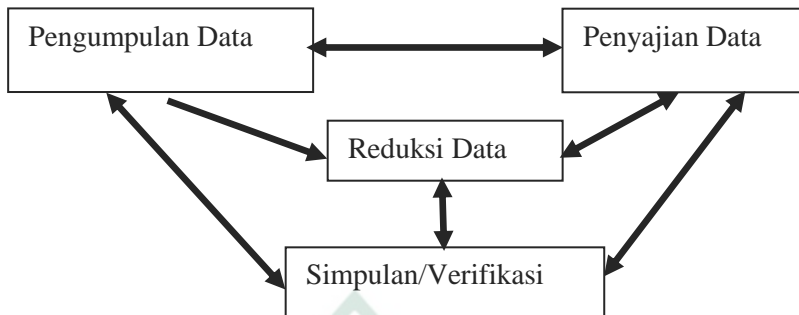 Pengumpulan Data
Penyajian Data
Reduksi Data
Simpulan/Verifikasi